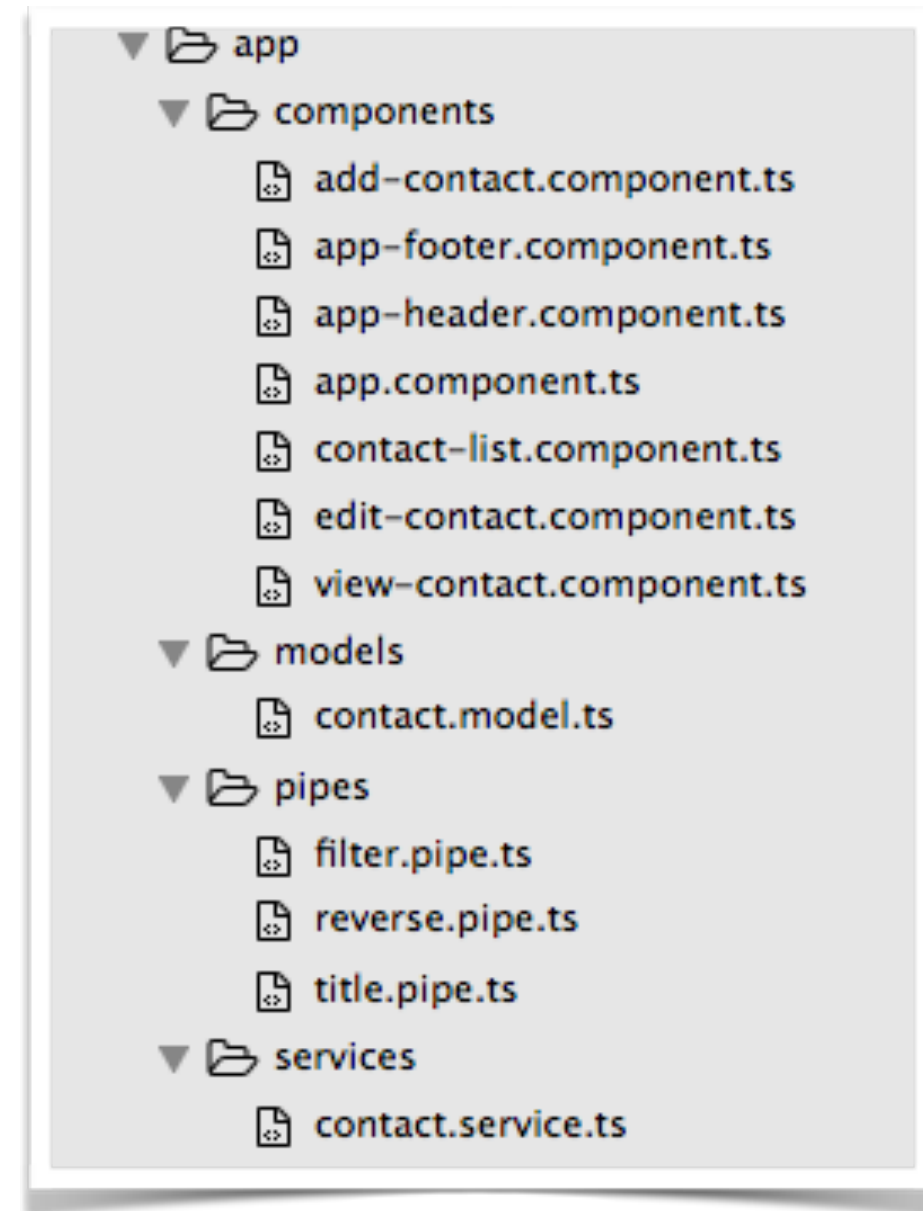 app
components
add-contact.component.ts
app-footer.component.ts
app-header.component.ts
app.component.ts
contact-list.component.ts
edit-contact.component.ts
view-contact.component.ts
models
contact.model.ts
pipes
filter.pipe.ts
reverse.pipe.ts
title.pipe.ts
services
contact.service.ts